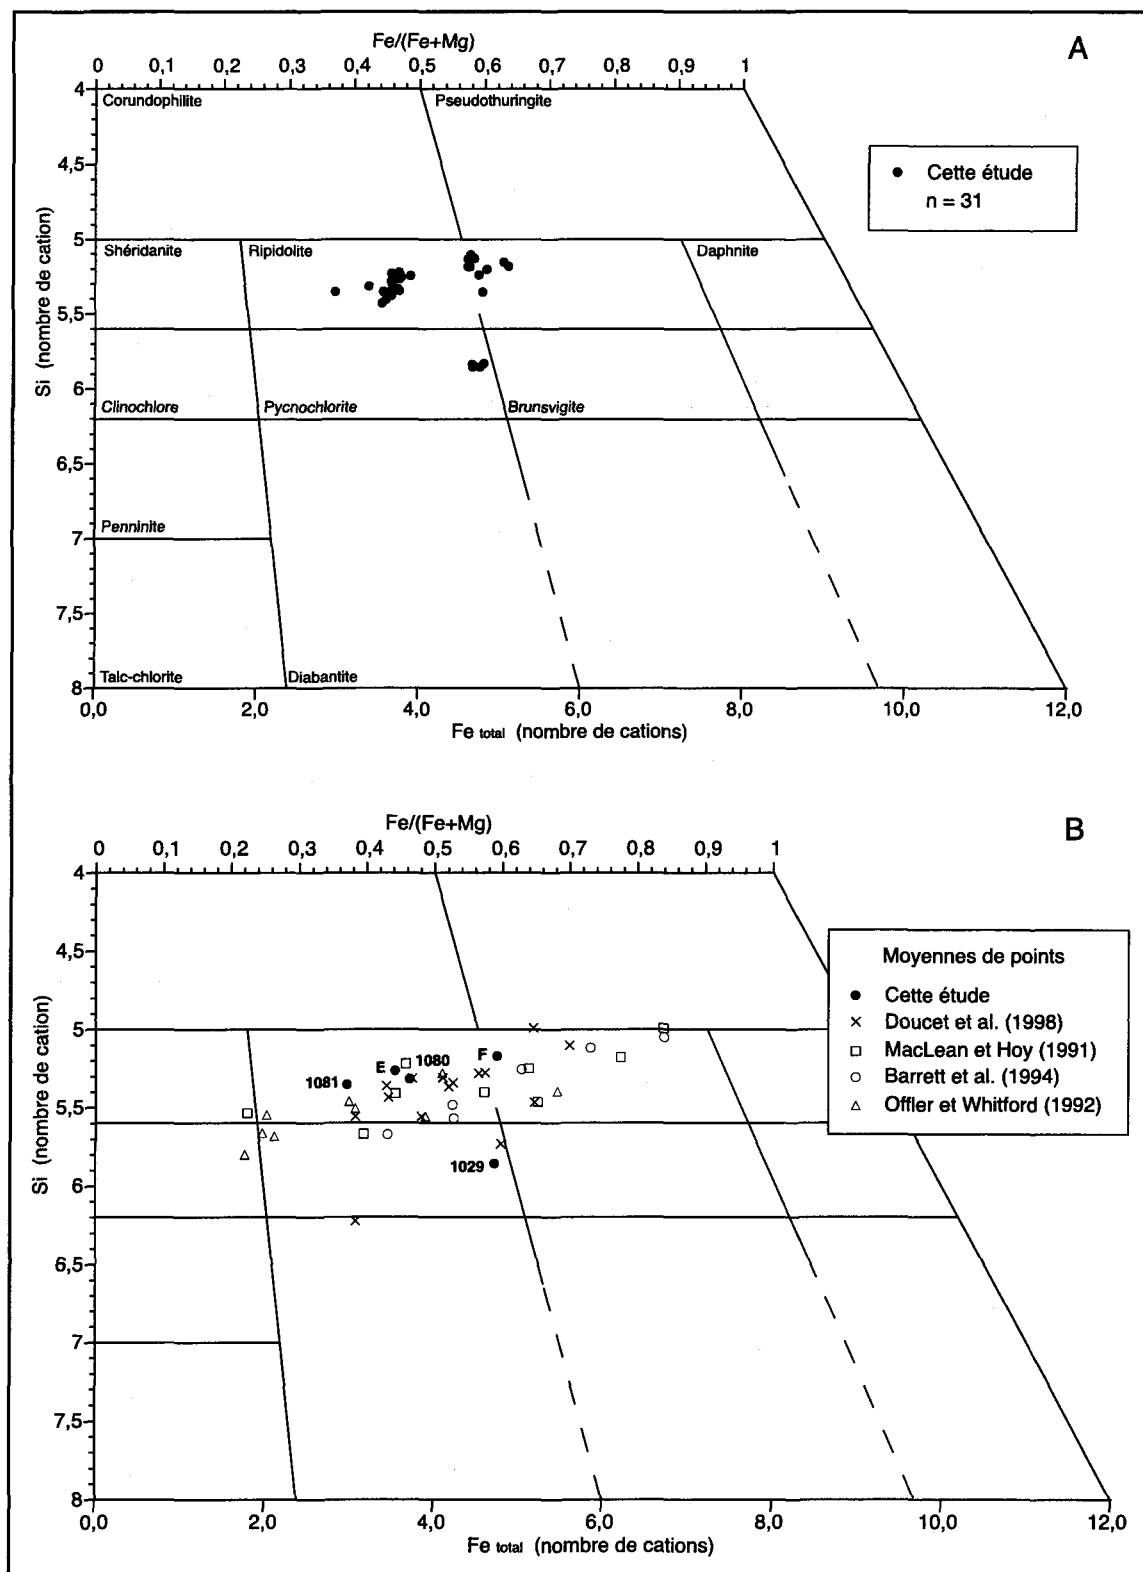 A
Fe/(Fe+Mg)
0 0,1 0,2 0,3 0,4 0,5 0,6 0,7 0,8 0,9 1
4
Corundophilite Pseudothuringite
4,5
Cette étude
n = 31
5
Shéridanite Ripidolite Daphnite
5,5
Si (nombre de cation)
6
Clinochlore Pycnochlorite Brunsvigite
6,5
Penninite
7
7,5
Talc-chlorite Diabantite
8
0,0 2,0 4,0 6,0 8,0 10,0 12,0
Fe total (nombre de cations)
B
Fe/(Fe+Mg)
0 0,1 0,2 0,3 0,4 0,5 0,6 0,7 0,8 0,9 1
4
4,5
Moyennes de points
Cette étude
Doucet et al. (1998)
MacLean et Hoy (1991)
Barrett et al. (1994)
Offler et Whitford (1992)
5
E 1080 F
1081
5,5
1029
Si (nombre de cation)
6
6,5
7
7,5
8
0,0 2,0 4,0 6,0 8,0 10,0 12,0
Fe total (nombre de cations)